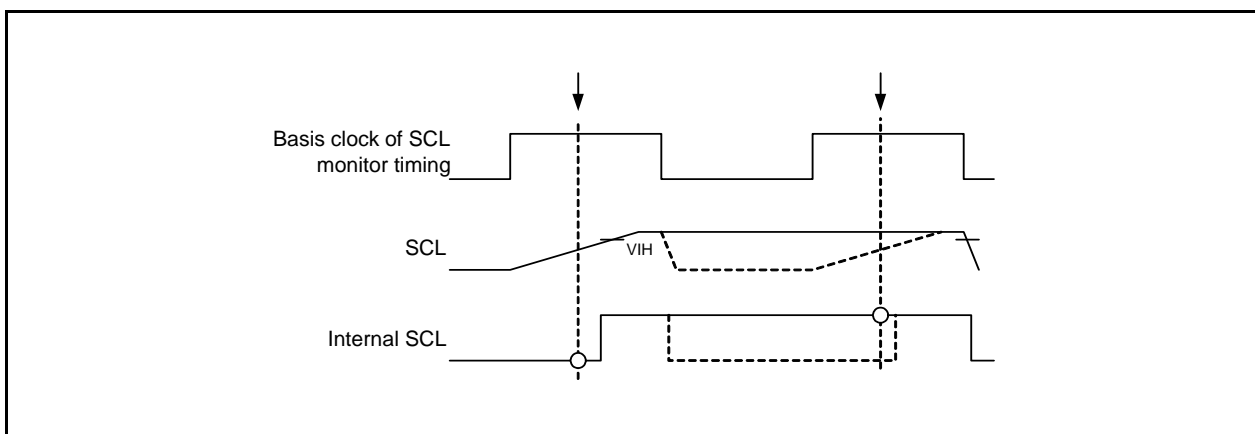 Basis clock of SCL
monitor timing
SCL
VIH
Internal SCL